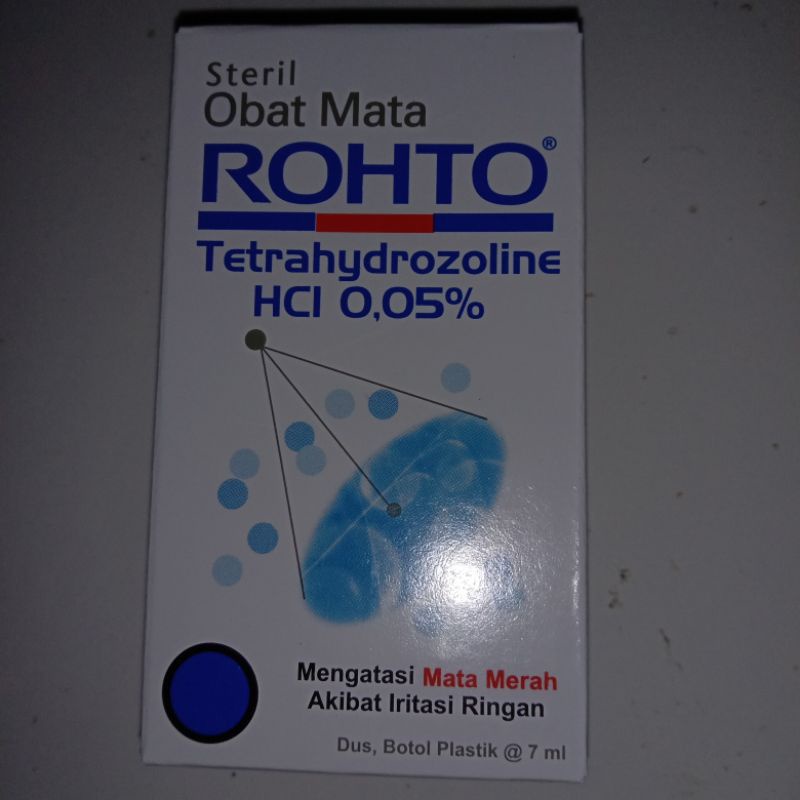 Steril
Obat Mata
ROHTO®
Tetrahydrozoline
HCl 0,05%
Mengatasi Mata Merah
Akibat Iritasi Ringan
Dus, Botol Plastik @ 7 ml